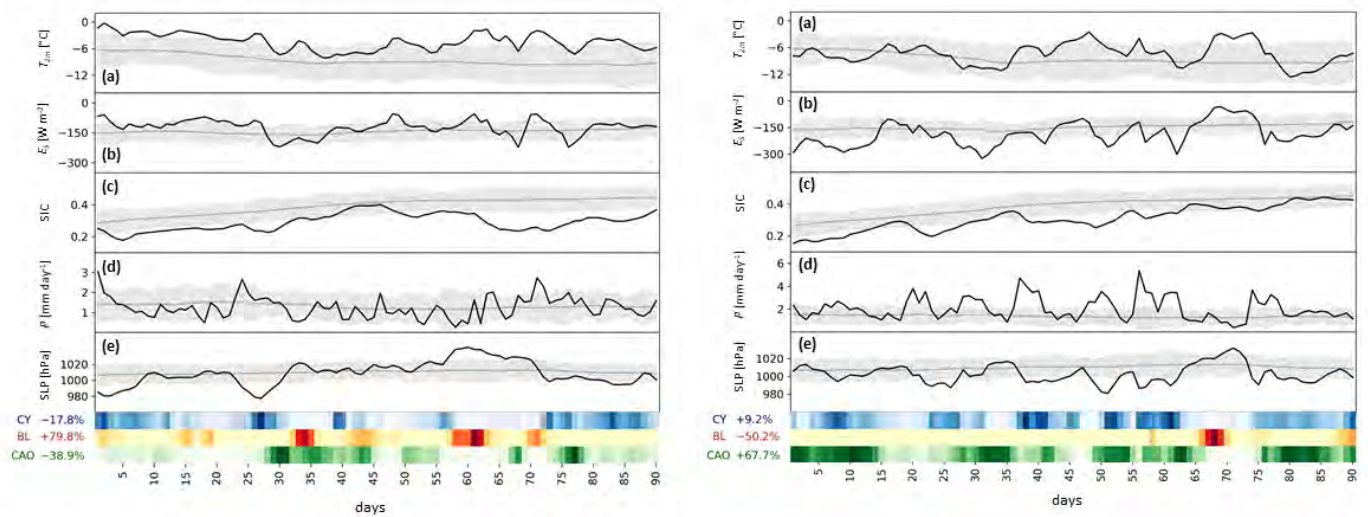 T2m [°C]
0
−6
−12
(a)
Es [W m-2]
0
−150
−300
(b)
SIC
0.4
0.2
(c)
P [mm day-1]
3
2
1
(d)
SLP [hPa]
1020
1000
980
(e)
CY −17.8%
BL +79.8%
CAO −38.9%
5 10 15 20 25 30 35 40 45 50 55 60 65 70 75 80 85 90
days
T2m [°C]
0
−6
−12
(a)
Es [W m-2]
0
−150
−300
(b)
SIC
0.4
0.2
(c)
P [mm day-1]
6
4
2
(d)
SLP [hPa]
1020
1000
980
(e)
CY +9.2%
BL −50.2%
CAO +67.7%
5 10 15 20 25 30 35 40 45 50 55 60 65 70 75 80 85 90
days